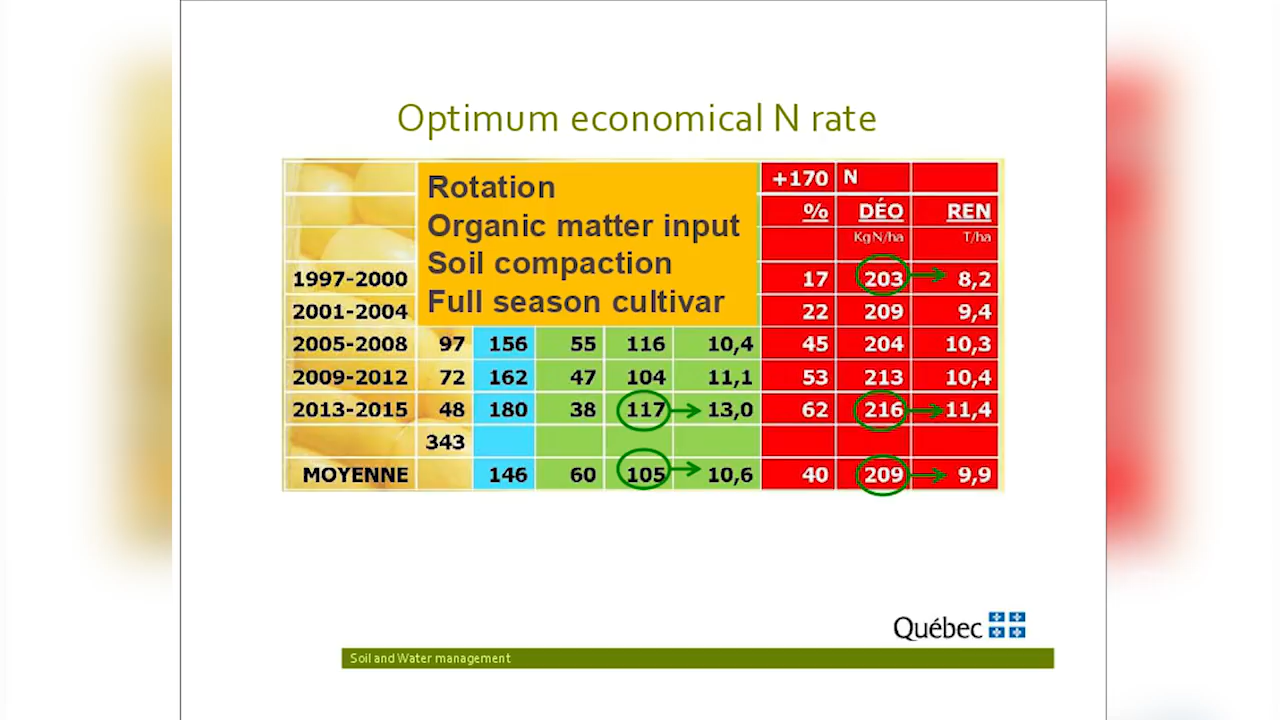 Optimum economical N rate
Rotation
Organic matter input
Soil compaction
Full season cultivar
+170 N
% DÉO REN
KgN/ha T/ha
1997-2000 17 203 8,2
2001-2004 22 209 9,4
2005-2008 97 156 55 116 10,4 45 204 10,3
2009-2012 72 162 47 104 11,1 53 213 10,4
2013-2015 48 180 38 117 13,0 62 216 11,4
343
MOYENNE 146 60 105 10,6 40 209 9,9
Québec
Soil and Water management